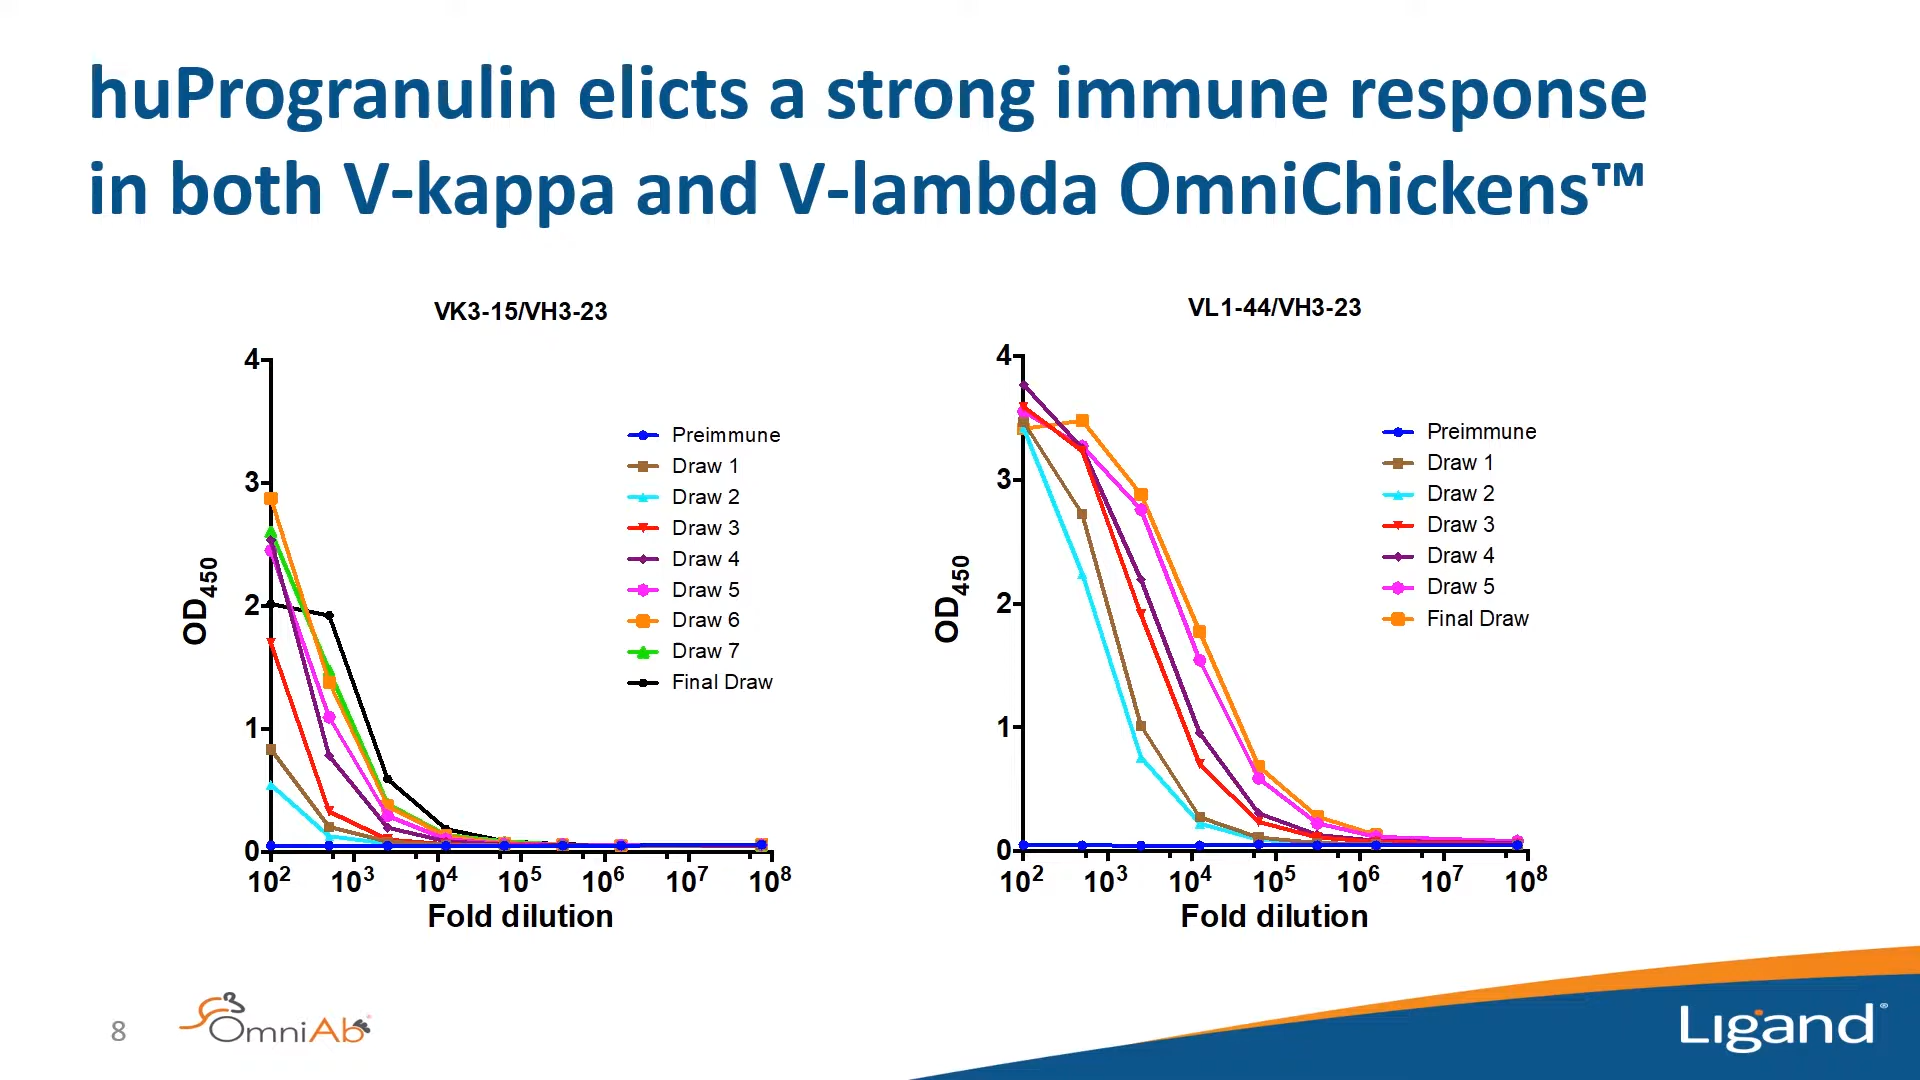 huProgranulin elicts a strong immune response
in both V-kappa and V-lambda OmniChickens™
VK3-15/VH3-23
4
3
2
1
0
OD450
10² 10³ 10⁴ 10⁵ 10⁶ 10⁷ 10⁸
Fold dilution
Preimmune
Draw 1
Draw 2
Draw 3
Draw 4
Draw 5
Draw 6
Draw 7
Final Draw
VL1-44/VH3-23
4
3
2
1
0
OD450
10² 10³ 10⁴ 10⁵ 10⁶ 10⁷ 10⁸
Fold dilution
Preimmune
Draw 1
Draw 2
Draw 3
Draw 4
Draw 5
Final Draw
8
OmniAb
Ligand®